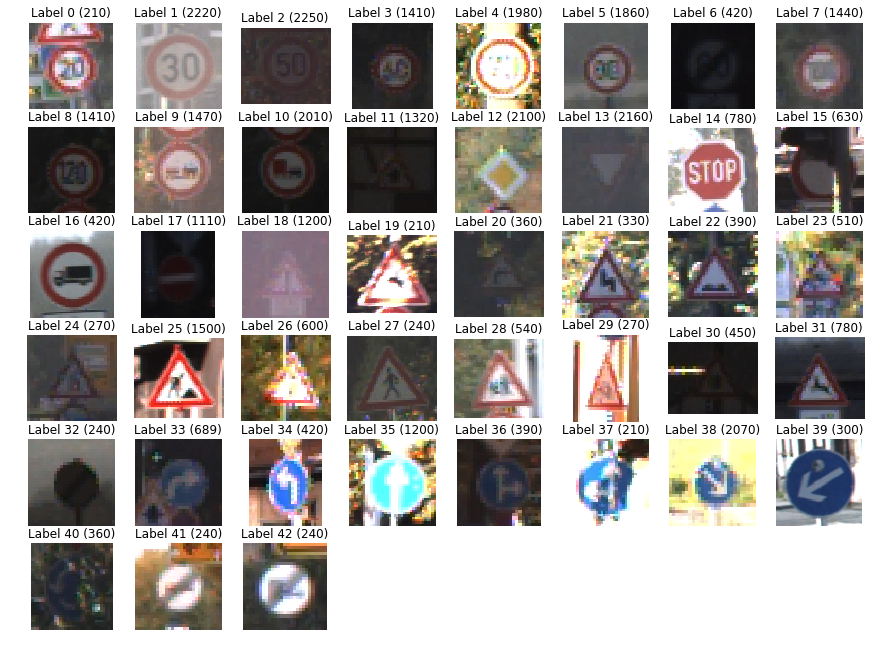 Label 0 (210) Label 1 (2220) Label 2 (2250) Label 3 (1410) Label 4 (1980) Label 5 (1860) Label 6 (420) Label 7 (1440)
20 30 50
Label 8 (1410) Label 9 (1470) Label 10 (2010) Label 11 (1320) Label 12 (2100) Label 13 (2160) Label 14 (780) Label 15 (630)
STOP
Label 16 (420) Label 17 (1110) Label 18 (1200) Label 19 (210) Label 20 (360) Label 21 (330) Label 22 (390) Label 23 (510)
Label 24 (270) Label 25 (1500) Label 26 (600) Label 27 (240) Label 28 (540) Label 29 (270) Label 30 (450) Label 31 (780)
Label 32 (240) Label 33 (689) Label 34 (420) Label 35 (1200) Label 36 (390) Label 37 (210) Label 38 (2070) Label 39 (300)
Label 40 (360) Label 41 (240) Label 42 (240)